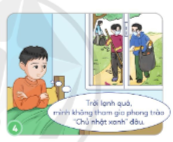 Trời lạnh quá,
mình không tham gia phong trào
"Chủ nhật xanh" đâu.
4